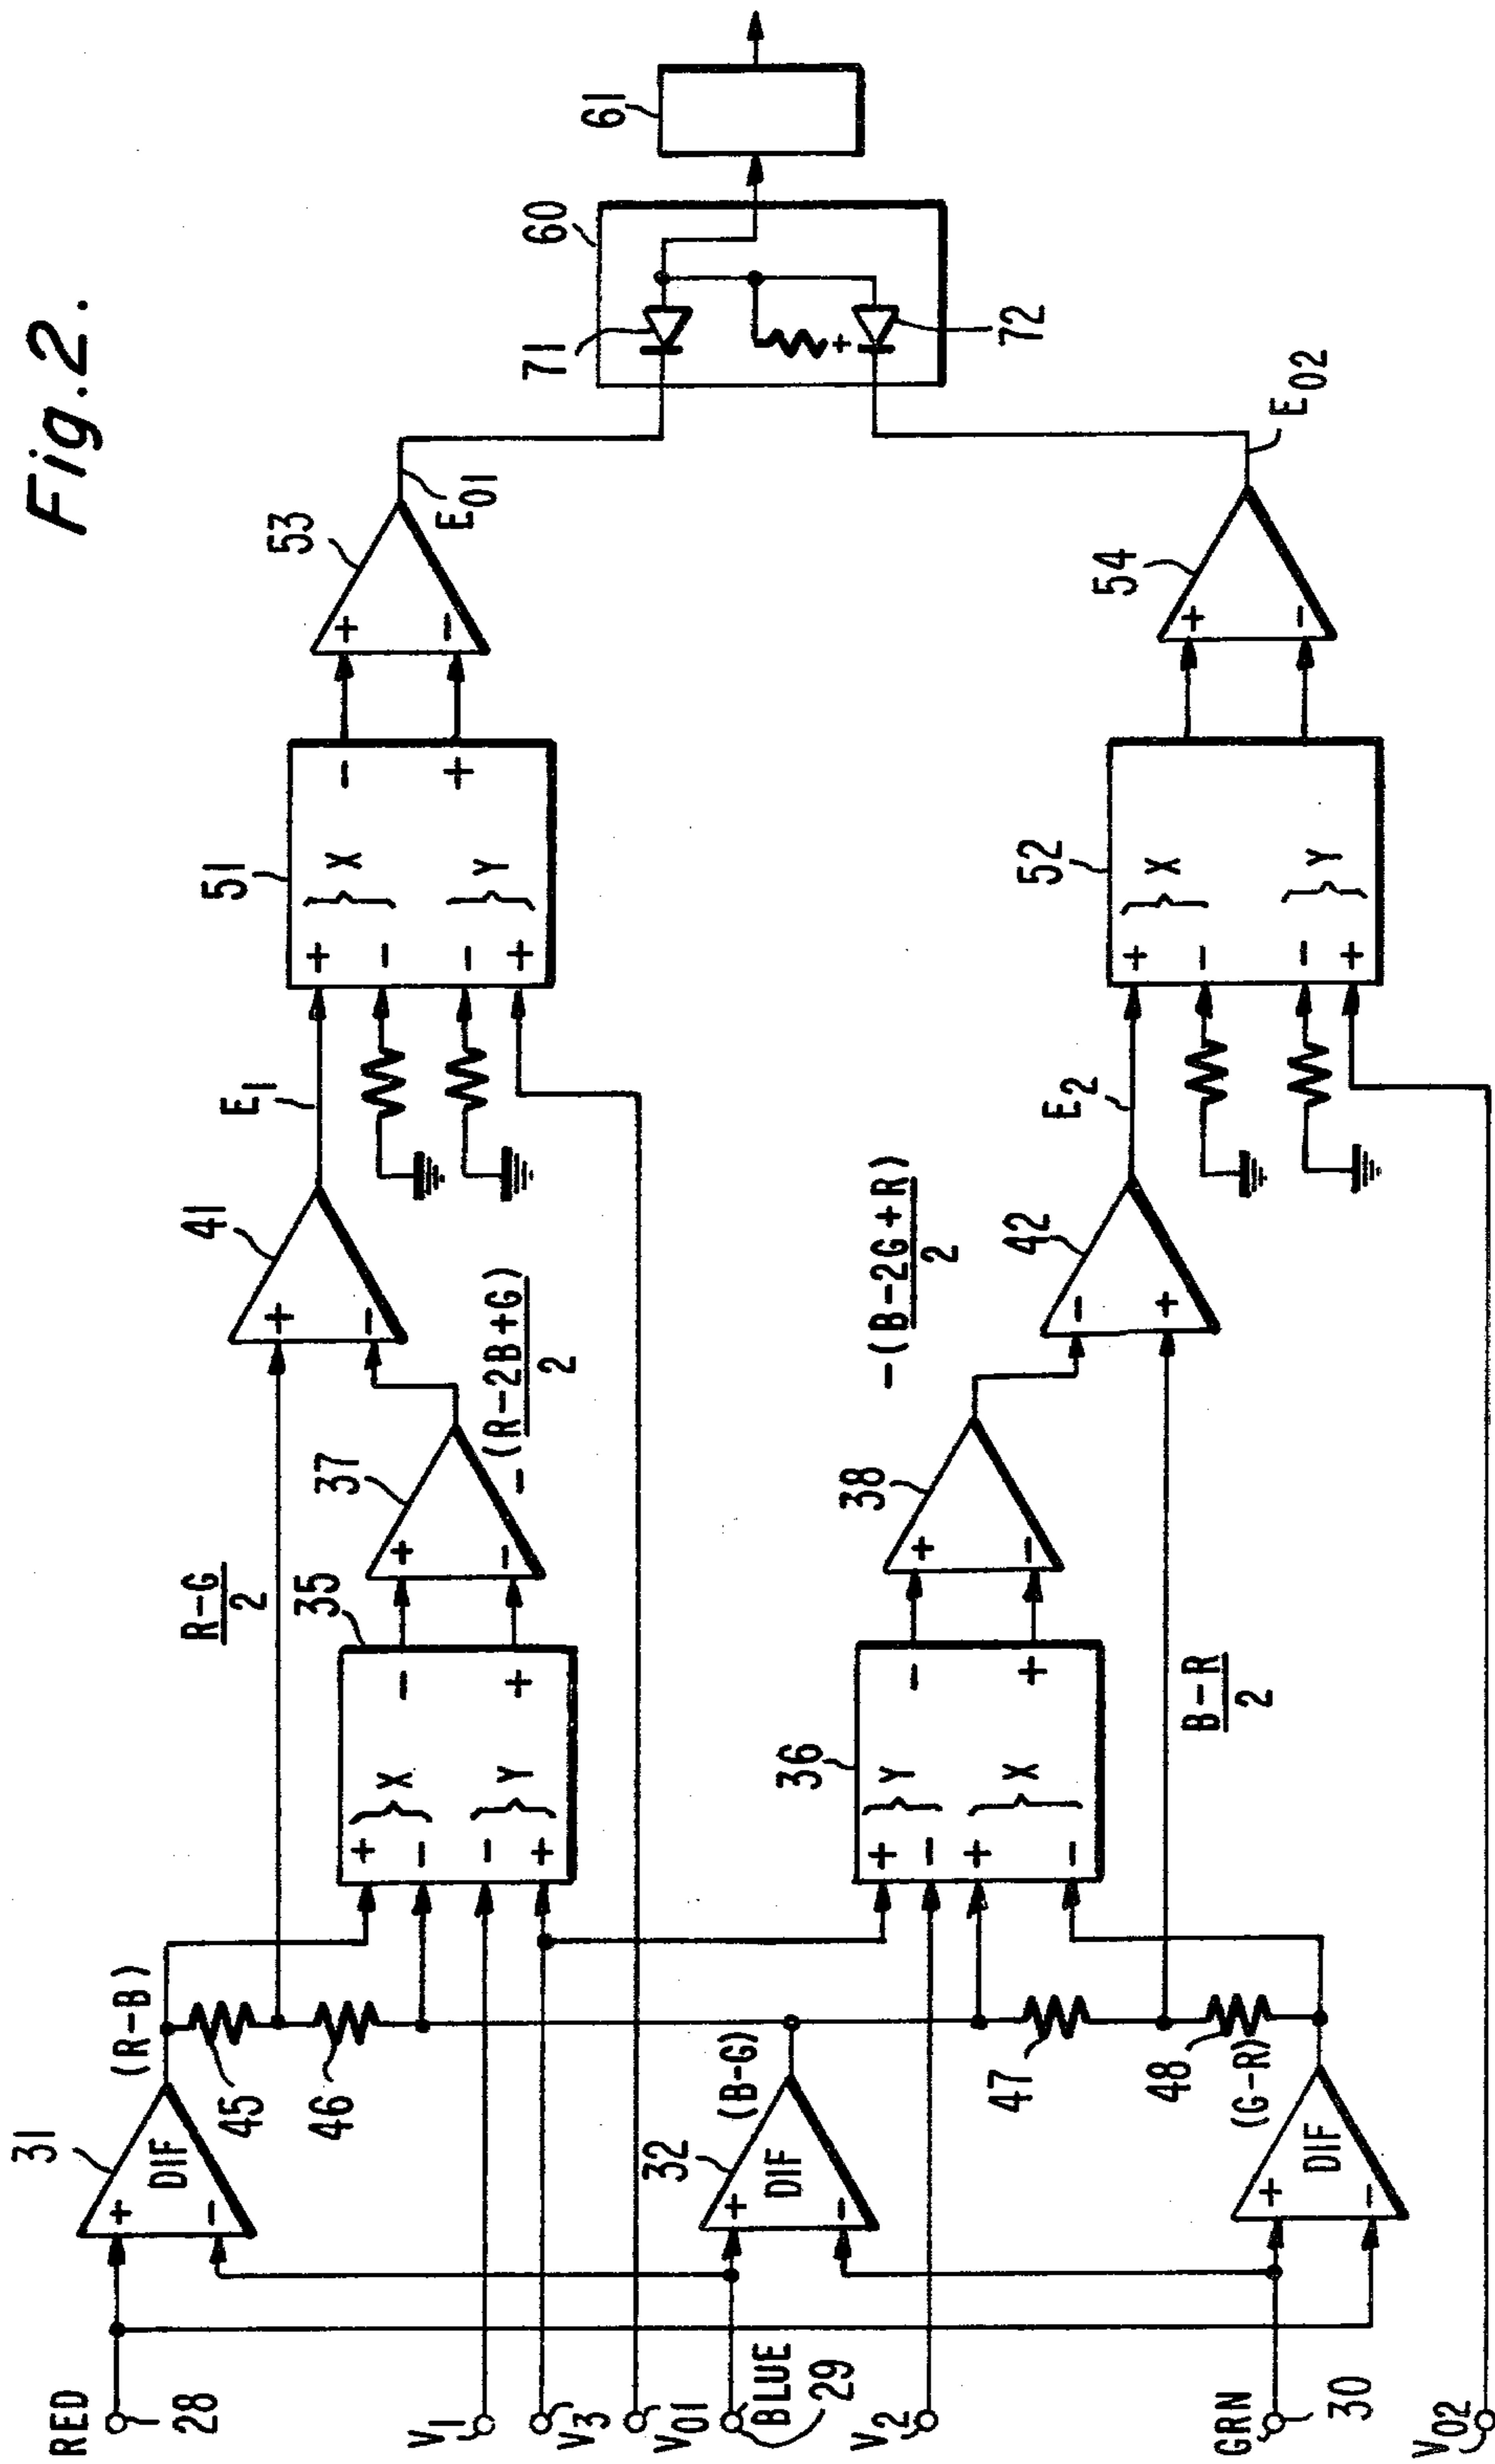 Fig.2.
RED
28
31
+
-
DIF
(R-B)
45
46
R-G
2
35
+
-
X
-
+
Y
-
+
37
+
-
-(R-2B+G)
2
41
+
-
E1
51
+
-
X
-
+
Y
-
+
53
+
-
E01
V1
V3
V01
BLUE
29
32
+
-
DIF
(B-G)
V2
36
+
-
Y
+
-
X
-
+
38
+
-
-(B-2G+R)
2
B-R
2
42
-
+
E2
52
+
-
X
-
+
Y
54
+
-
E02
GRN
30
+
-
DIF
(G-R)
47
48
V02
60
71
72
+
61